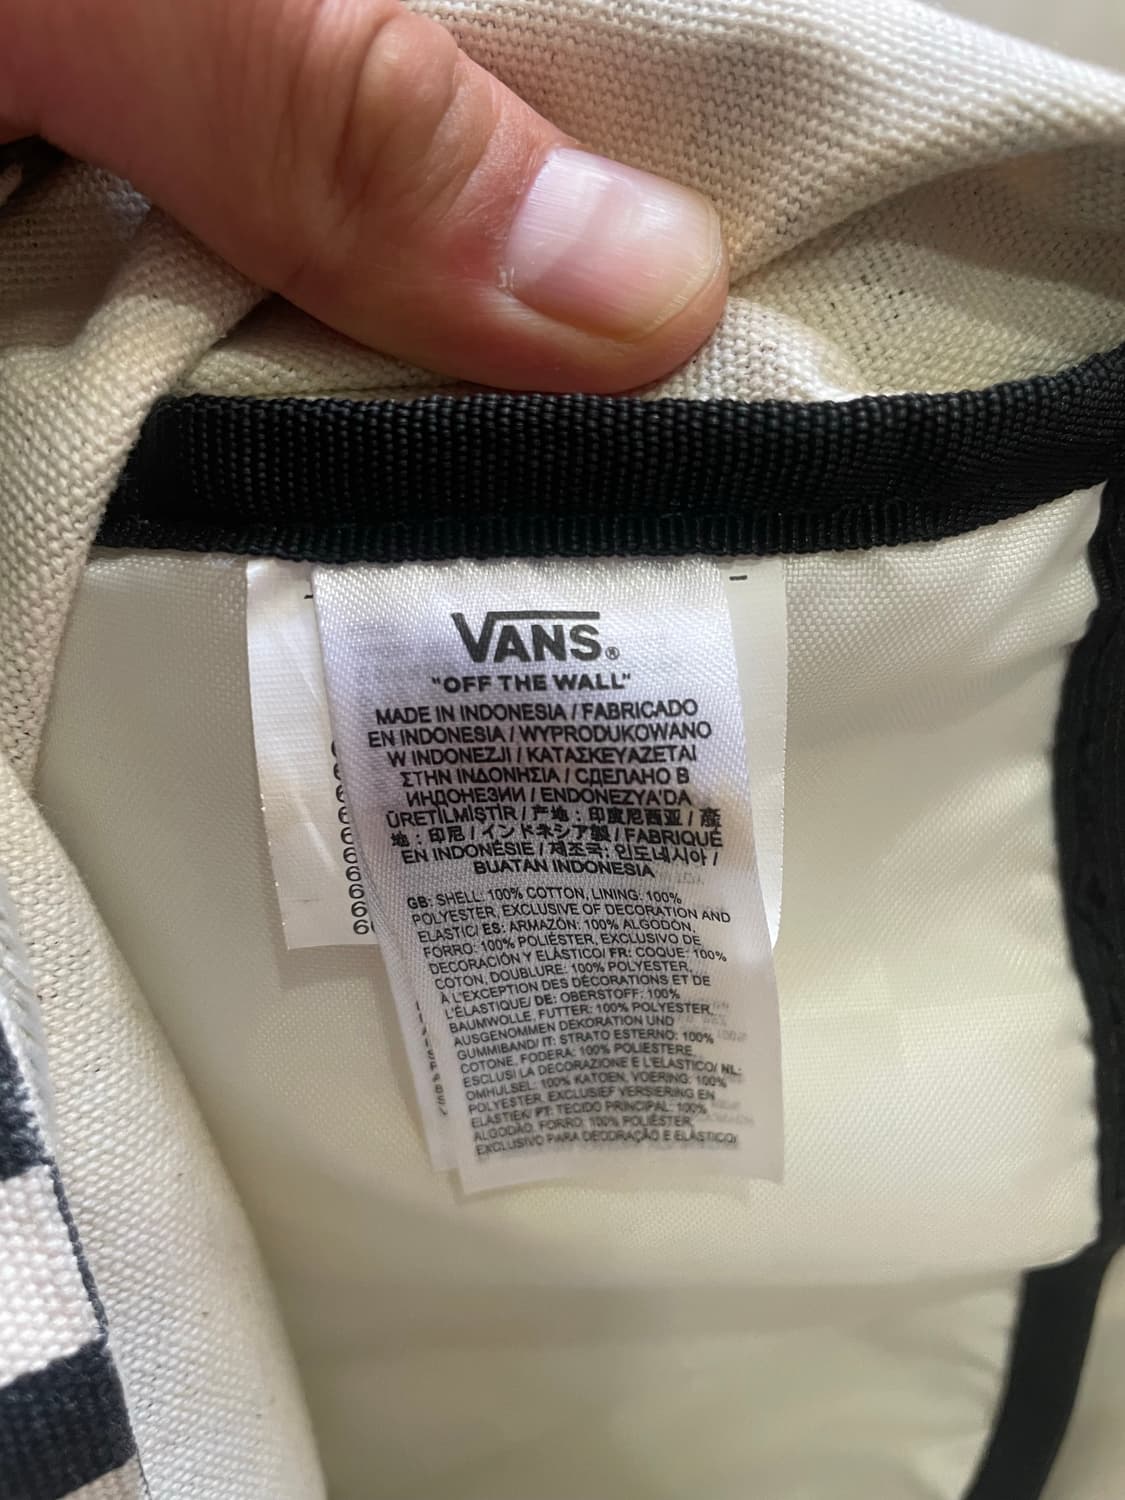 VANS®
"OFF THE WALL"
MADE IN INDONESIA / FABRICADO
EN INDONESIA / WYPRODUKOWANO
W INDONEZJI / ΚΑΤΑΣΚΕΥΑΖΕΤΑΙ
ΣΤΗΝ ΙΝΔΟΝΗΣΙΑ / СДЕЛАНО В
ИНДОНЕЗИИ / ENDONEZYA'DA
ÜRETİLMİŞTİR / 产地 : 印度尼西亚 / 產
地 : 印尼 / インドネシア製 / FABRIQUÉ
EN INDONÉSIE / 제조국: 인도네시아 /
BUATAN INDONESIA
GB: SHELL: 100% COTTON, LINING: 100%
POLYESTER, EXCLUSIVE OF DECORATION AND
ELASTIC/ ES: ARMAZÓN: 100% ALGODÓN,
FORRO: 100% POLIÉSTER, EXCLUSIVO DE
DECORACIÓN Y ELÁSTICO/ FR: COQUE: 100%
COTON, DOUBLURE: 100% POLYESTER,
À L'EXCEPTION DES DÉCORATIONS ET DE
L'ÉLASTIQUE/ DE: OBERSTOFF: 100%
BAUMWOLLE, FUTTER: 100% POLYESTER,
AUSGENOMMEN DEKORATION UND
GUMMIBAND/ IT: STRATO ESTERNO: 100%
COTONE, FODERA: 100% POLIESTERE,
ESCLUSI LA DECORAZIONE E L'ELASTICO/ NL:
OMHULSEL: 100% KATOEN, VOERING: 100%
POLYESTER, EXCLUSIEF VERSIERING EN
ELASTIEK/ PT: TECIDO PRINCIPAL: 100%
ALGODÃO, FORRO: 100% POLIÉSTER,
EXCLUSIVO PARA DECORAÇÃO E ELÁSTICO/